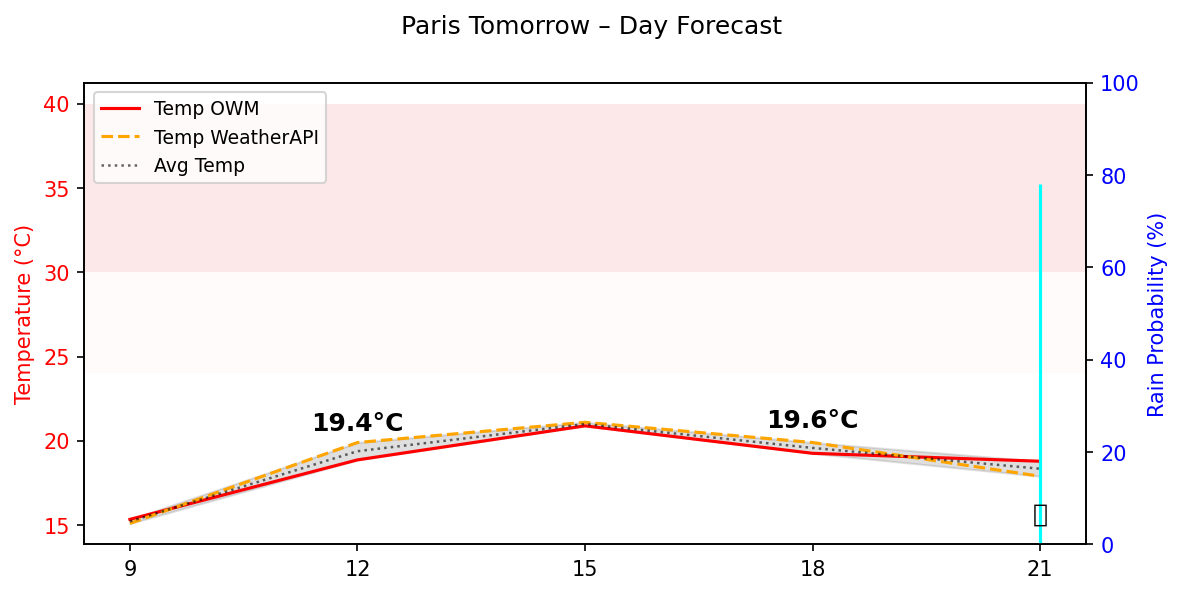 Paris Tomorrow – Day Forecast
Temp OWM
Temp WeatherAPI
Avg Temp
Temperature (°C)
40
35
30
25
20
15
19.4°C
19.6°C
100
80
60
40
20
0
Rain Probability (%)
9 12 15 18 21